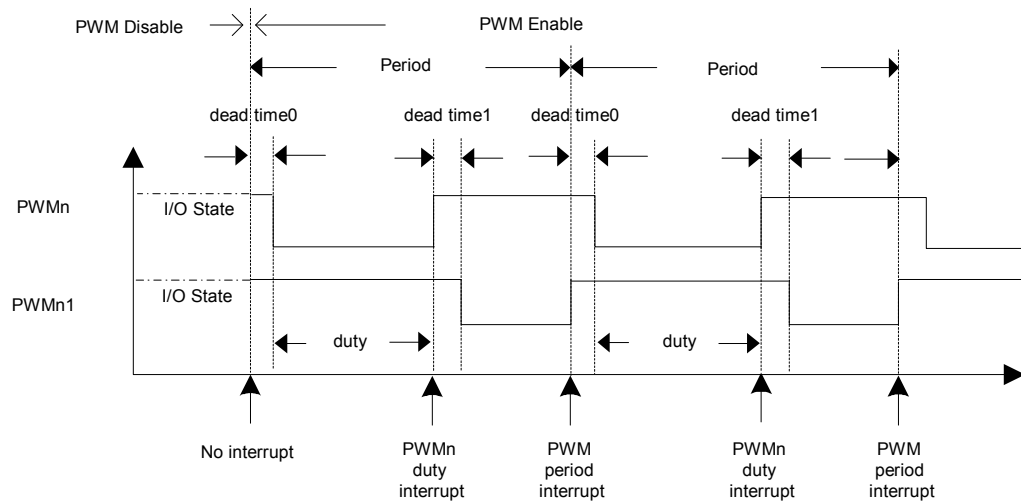 PWM Disable
PWM Enable
Period
Period
dead time0
dead time1
dead time0
dead time1
PWMn
I/O State
PWMn1
I/O State
duty
duty
No interrupt
PWMn
duty
interrupt
PWM
period
interrupt
PWMn
duty
interrupt
PWM
period
interrupt